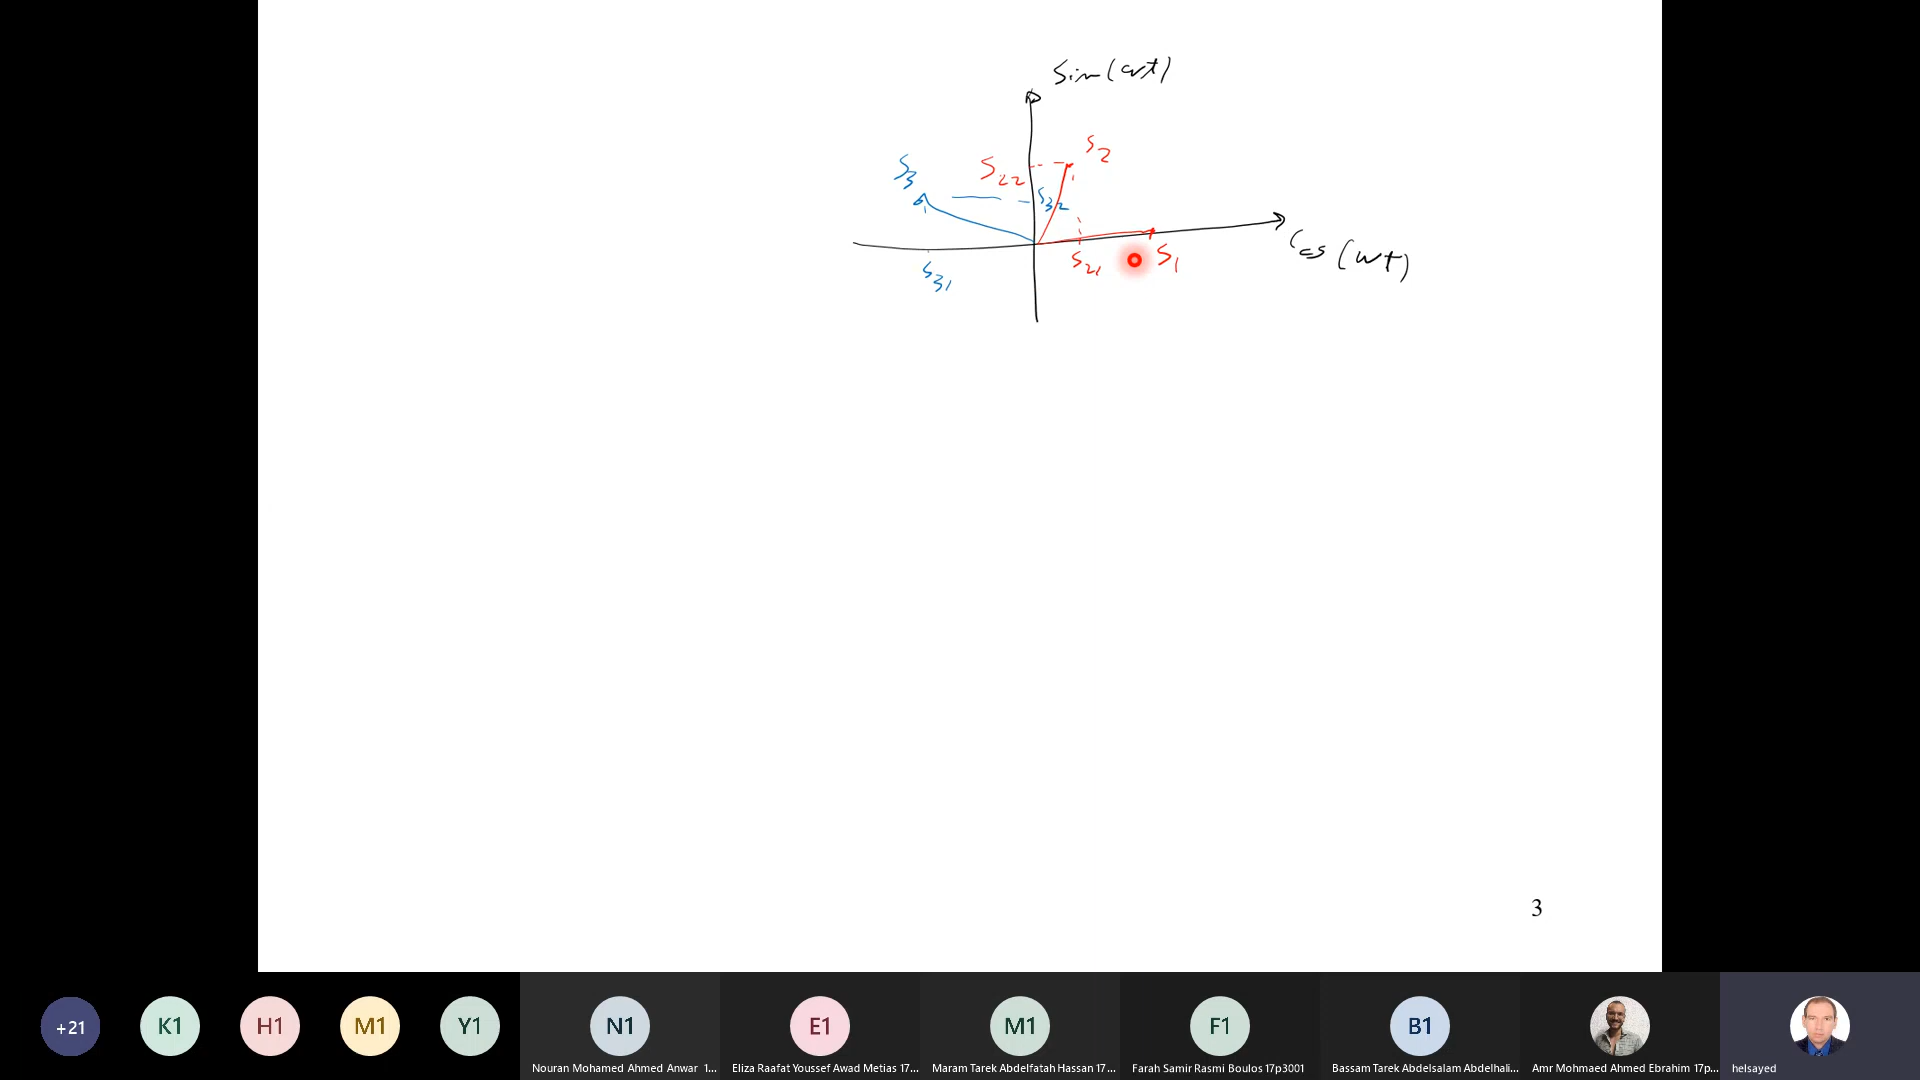 Sin(wt)
S2
S3
S22
S32
Cos(wt)
S21
S1
S31
3
+21
K1
H1
M1
Y1
N1
E1
M1
F1
B1
Nouran Mohamed Ahmed Anwar 1...
Eliza Raafat Youssef Awad Metias 17...
Maram Tarek Abdelfatah Hassan 17...
Farah Samir Rasmi Boulos 17p3001
Bassam Tarek Abdelsalam Abdelhali...
Amr Mohmaed Ahmed Ebrahim 17p...
helsayed